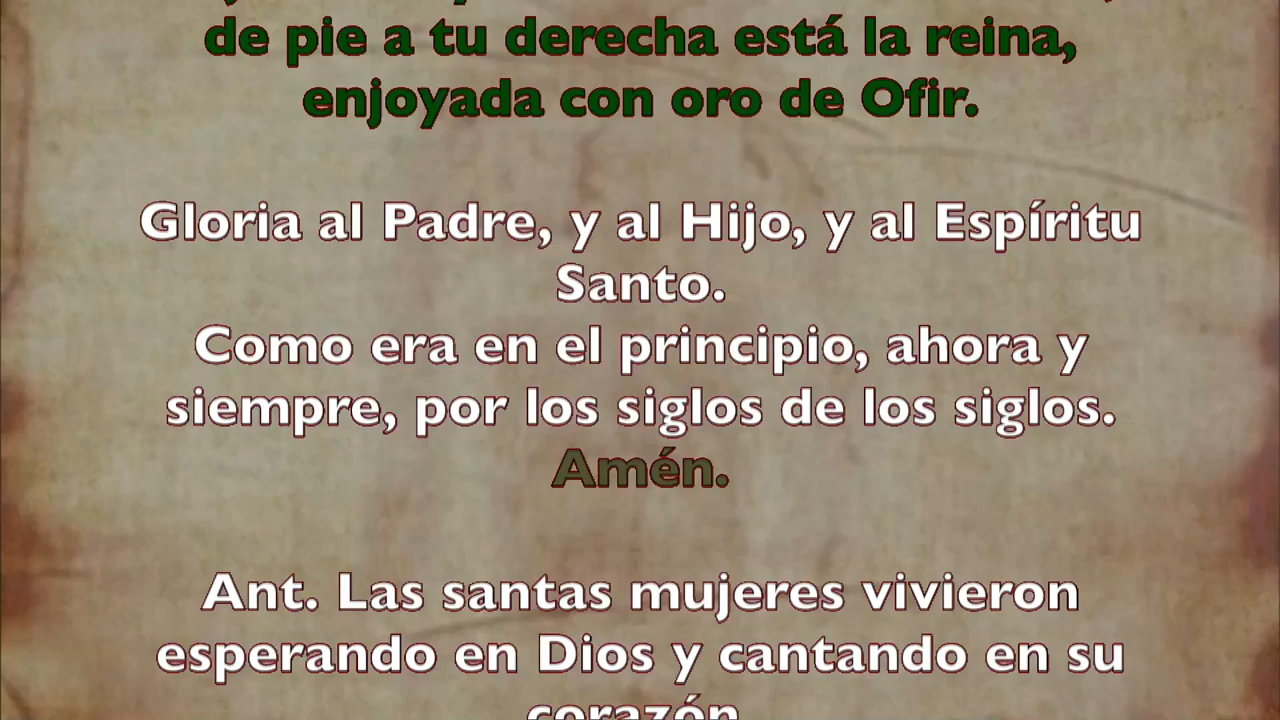 de pie a tu derecha está la reina,
enjoyada con oro de Ofir.
Gloria al Padre, y al Hijo, y al Espíritu
Santo.
Como era en el principio, ahora y
siempre, por los siglos de los siglos.
Amén.
Ant. Las santas mujeres vivieron
esperando en Dios y cantando en su
corazón